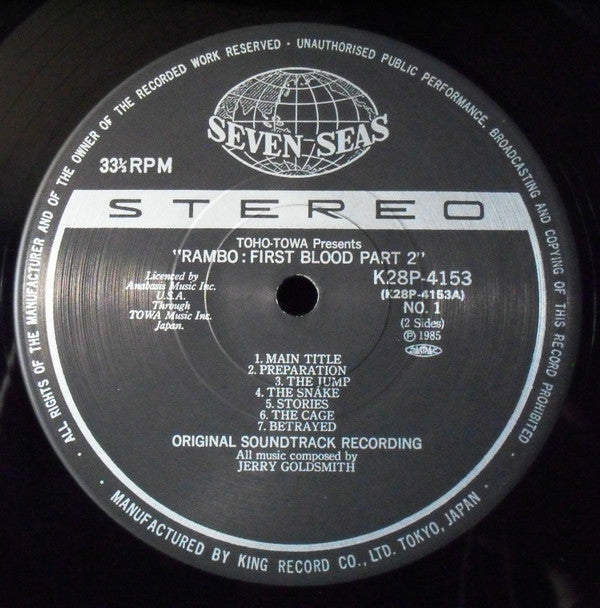 · ALL RIGHTS OF THE MANUFACTURER AND OF THE OWNER OF THE RECORDED WORK RESERVED · UNAUTHORISED PUBLIC PERFORMANCE, BROADCASTING AND COPYING OF THIS RECORD PROHIBITED ·
SEVEN SEAS
33⅓ RPM
STEREO
TOHO-TOWA Presents
"RAMBO: FIRST BLOOD PART 2"
Licenced by
Anabasis Music Inc.
U.S.A.
Through
TOWA Music Inc.
Japan.
K28P-4153
(K28P-4153A)
NO. 1
(2 Sides)
Ⓟ 1985
1. MAIN TITLE
2. PREPARATION
3. THE JUMP
4. THE SNAKE
5. STORIES
6. THE CAGE
7. BETRAYED
ORIGINAL SOUNDTRACK RECORDING
All music composed by
JERRY GOLDSMITH
· MANUFACTURED BY KING RECORD CO., LTD. TOKYO, JAPAN ·